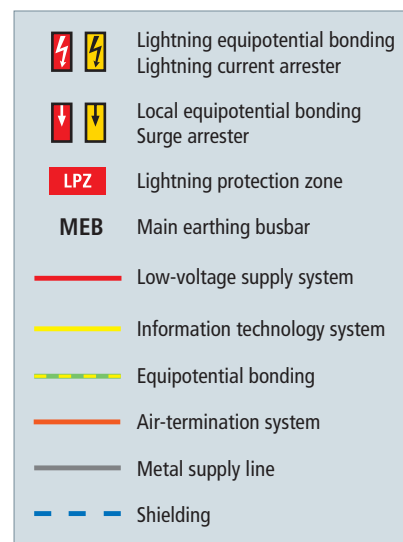 Lightning equipotential bonding
Lightning current arrester
Local equipotential bonding
Surge arrester
LPZ Lightning protection zone
MEB Main earthing busbar
Low-voltage supply system
Information technology system
Equipotential bonding
Air-termination system
Metal supply line
Shielding